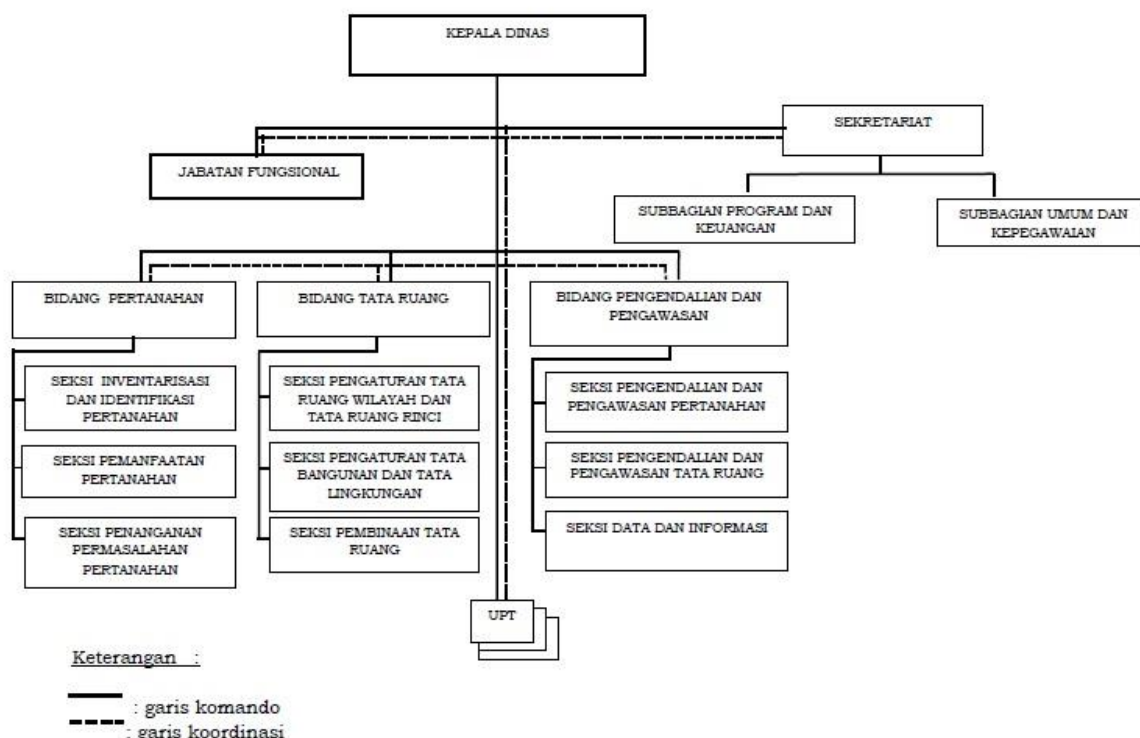 KEPALA DINAS
SEKRETARIAT
JABATAN FUNGSIONAL
SUBBAGIAN PROGRAM DAN
KEUANGAN
SUBBAGIAN UMUM DAN
KEPEGAWAIAN
BIDANG PERTANAHAN
BIDANG TATA RUANG
BIDANG PENGENDALIAN DAN
PENGAWASAN
SEKSI INVENTARISASI
DAN IDENTIFIKASI
PERTANAHAN
SEKSI PENGATURAN TATA
RUANG WILAYAH DAN
TATA RUANG RINCI
SEKSI PENGENDALIAN DAN
PENGAWASAN PERTANAHAN
SEKSI PEMANFAATAN
PERTANAHAN
SEKSI PENGATURAN TATA
BANGUNAN DAN TATA
LINGKUNGAN
SEKSI PENGENDALIAN DAN
PENGAWASAN TATA RUANG
SEKSI PENANGANAN
PERMASALAHAN
PERTANAHAN
SEKSI PEMBINAAN TATA
RUANG
SEKSI DATA DAN INFORMASI
UPT
Keterangan :
: garis komando
: garis koordinasi